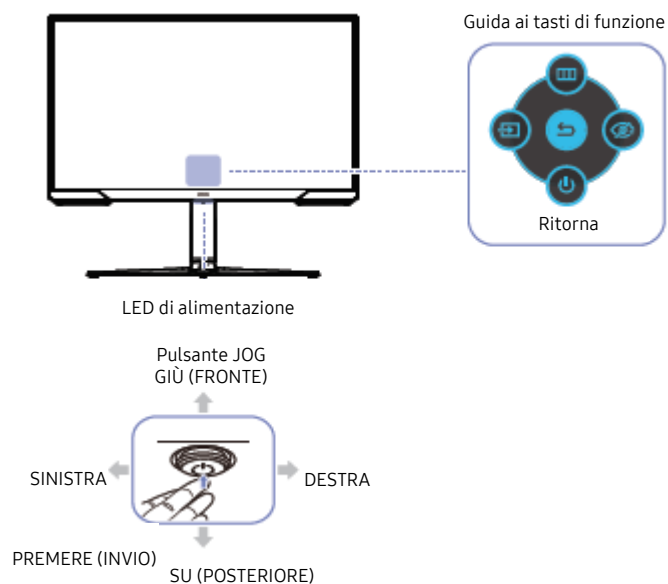 Guida ai tasti di funzione
Ritorna
LED di alimentazione
Pulsante JOG
GIÙ (FRONTE)
SINISTRA
DESTRA
PREMERE (INVIO)
SU (POSTERIORE)